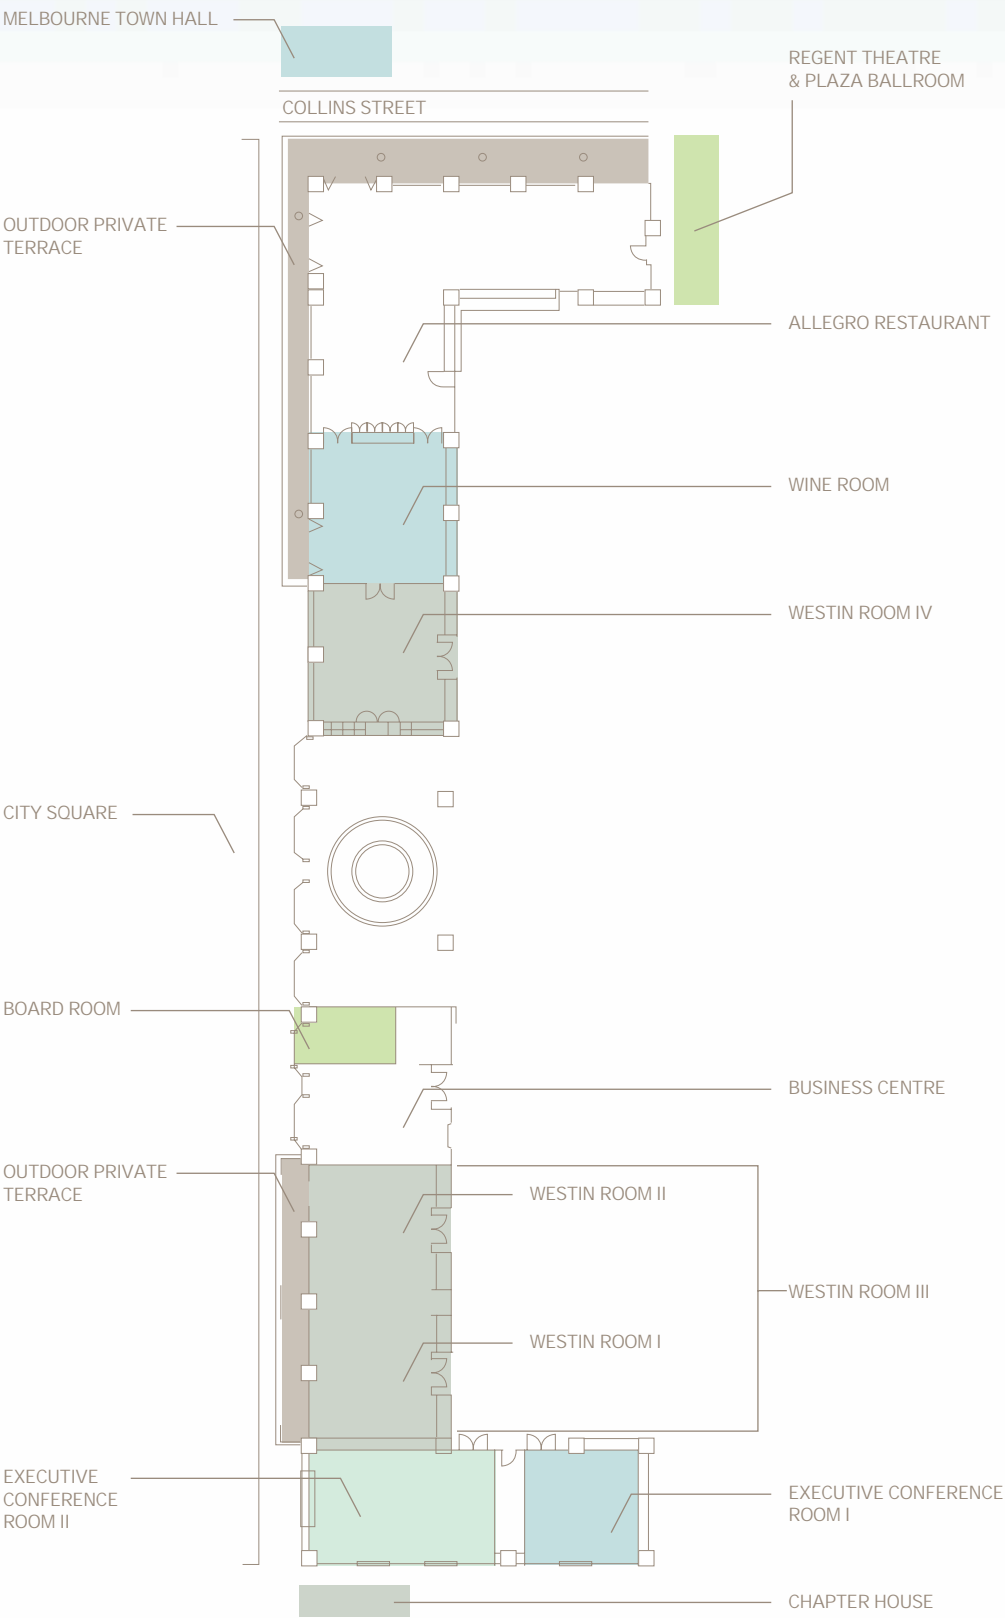 MELBOURNE TOWN HALL
REGENT THEATRE
& PLAZA BALLROOM
COLLINS STREET
OUTDOOR PRIVATE
TERRACE
ALLEGRO RESTAURANT
WINE ROOM
WESTIN ROOM IV
CITY SQUARE
BOARD ROOM
BUSINESS CENTRE
OUTDOOR PRIVATE
TERRACE
WESTIN ROOM II
WESTIN ROOM III
WESTIN ROOM I
EXECUTIVE
CONFERENCE
ROOM II
EXECUTIVE CONFERENCE
ROOM I
CHAPTER HOUSE